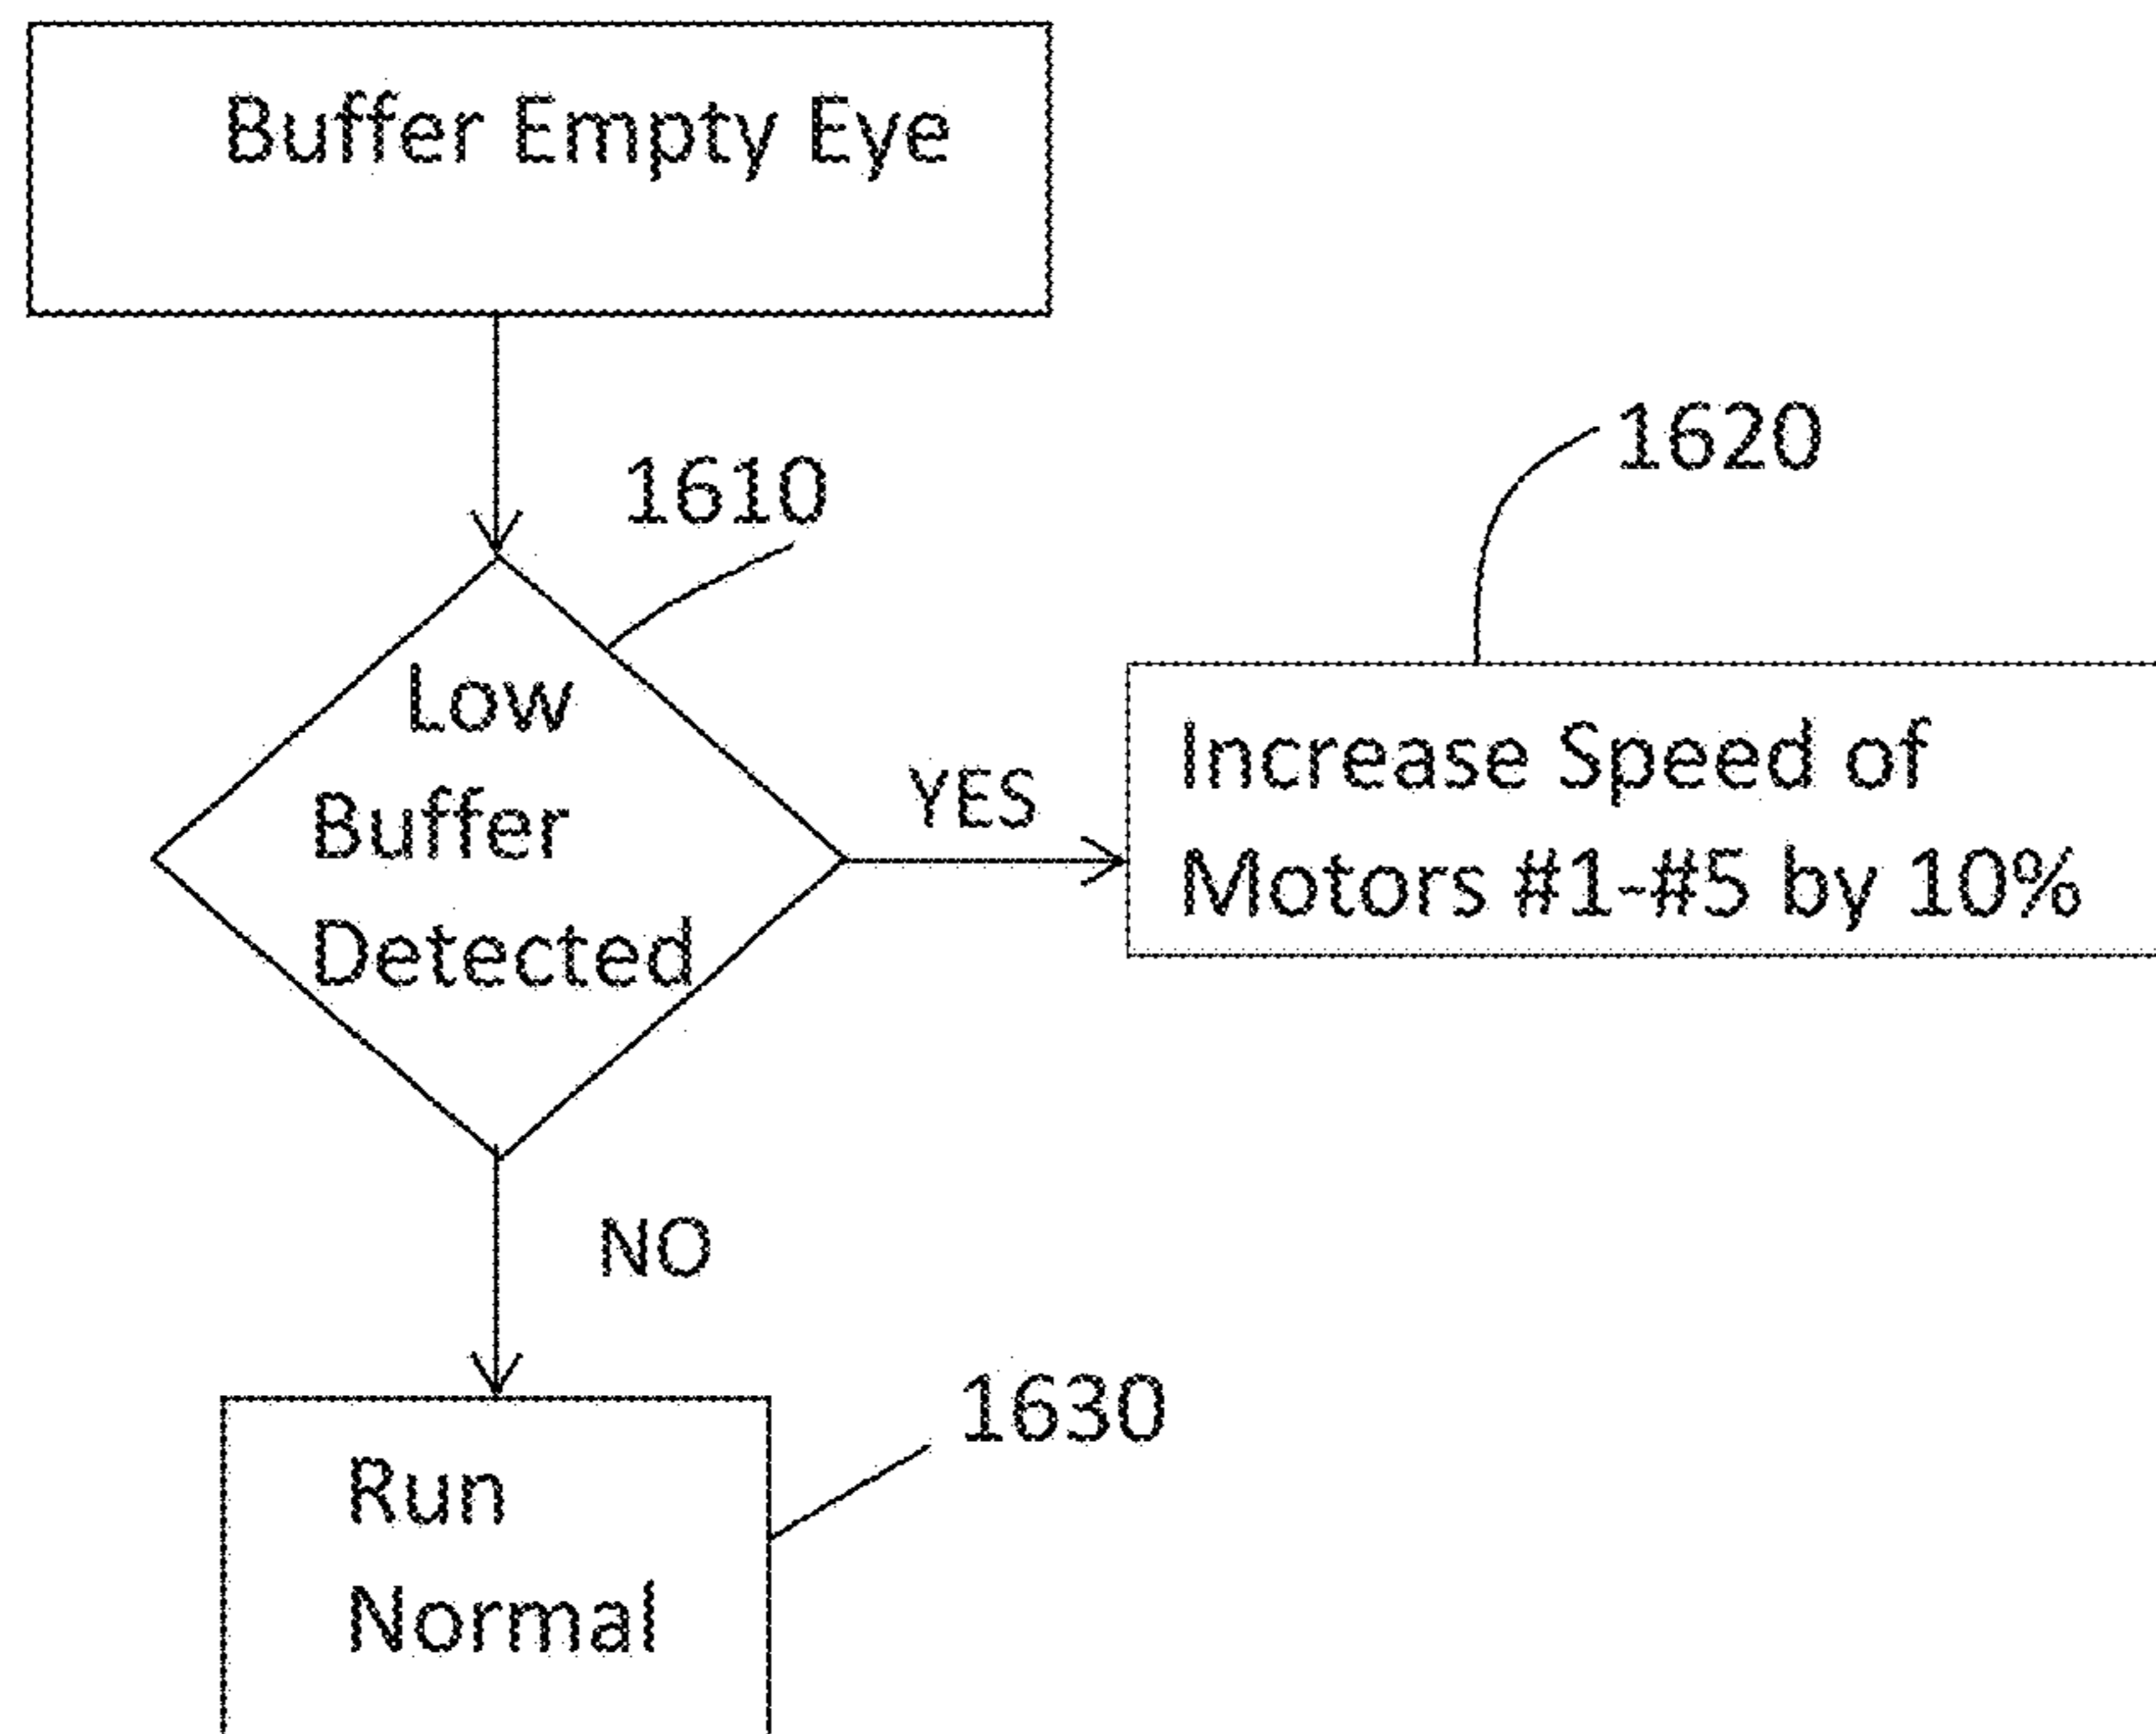 Buffer Empty Eye
1610
1620
Low
Buffer
Detected
YES
Increase Speed of
Motors #1-#5 by 10%
NO
1630
Run
Normal